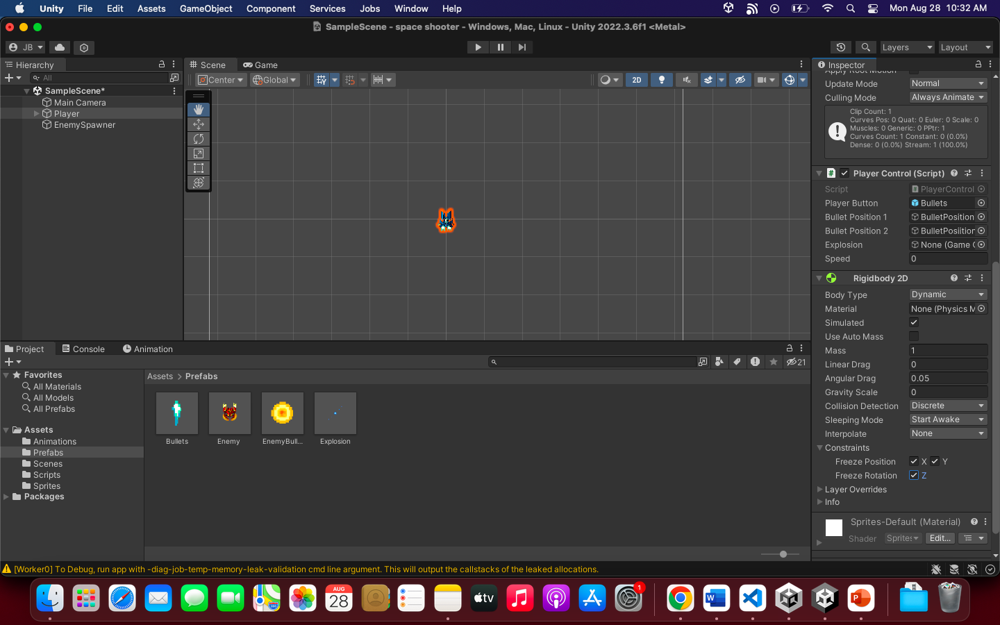 Unity File Edit Assets GameObject Component Services Jobs Window Help Mon Aug 28 10:32 AM
SampleScene - space shooter - Windows, Mac, Linux - Unity 2022.3.6f1 <Metal>
JB Layers Layout
Hierarchy
All
SampleScene*
Main Camera
Player
EnemySpawner
Scene Game
Center Global 2D
Inspector
Apply Root Motion
Update Mode Normal
Culling Mode Always Animate
Clip Count: 1
Curves Pos: 0 Quat: 0 Euler: 0 Scale: 0
Muscles: 0 Generic: 0 PPtr: 1
Curves Count: 1 Constant: 0 (0.0%)
Dense: 0 (0.0%) Stream: 1 (100.0%)
# Player Control (Script)
Script PlayerControl
Player Button Bullets
Bullet Position 1 BulletPosition
Bullet Position 2 BulletPosiition
Explosion None (Game
Speed 0
Rigidbody 2D
Body Type Dynamic
Material None (Physics M
Simulated
Use Auto Mass
Mass 1
Linear Drag 0
Angular Drag 0.05
Gravity Scale 0
Collision Detection Discrete
Sleeping Mode Start Awake
Interpolate None
Constraints
Freeze Position X Y
Freeze Rotation Z
Layer Overrides
Info
Sprites-Default (Material)
Shader Sprites Edit...
Project Console Animation
21
Favorites
All Materials
All Models
All Prefabs
Assets
Animations
Prefabs
Scenes
Scripts
Sprites
Packages
Assets > Prefabs
Bullets Enemy EnemyBull... Explosion
[Worker0] To Debug, run app with -diag-job-temp-memory-leak-validation cmd line argument. This will output the callstacks of the leaked allocations.
AUG
28
tv
1
W
P